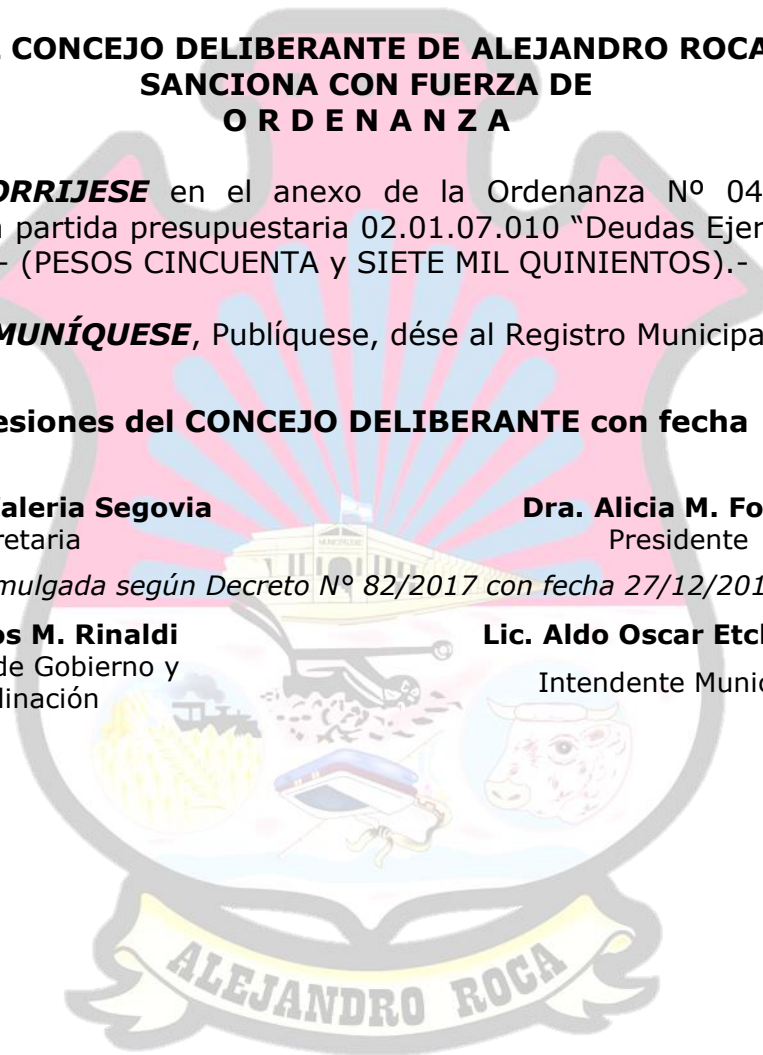 CONCEJO DELIBERANTE DE ALEJANDRO ROCA
SANCIONA CON FUERZA DE
O R D E N A N Z A
ORRIJESE en el anexo de la Ordenanza Nº 04
partida presupuestaria 02.01.07.010 “Deudas Ejer
- (PESOS CINCUENTA y SIETE MIL QUINIENTOS).-
MUNÍQUESE, Publíquese, dése al Registro Municipa
esiones del CONCEJO DELIBERANTE con fecha
aleria Segovia Dra. Alicia M. Fo
retaria Presidente
mulgada según Decreto N° 82/2017 con fecha 27/12/201
os M. Rinaldi Lic. Aldo Oscar Etc
de Gobierno y Intendente Munic
linación
MUNICIPALIDAD
ALEJANDRO ROCA